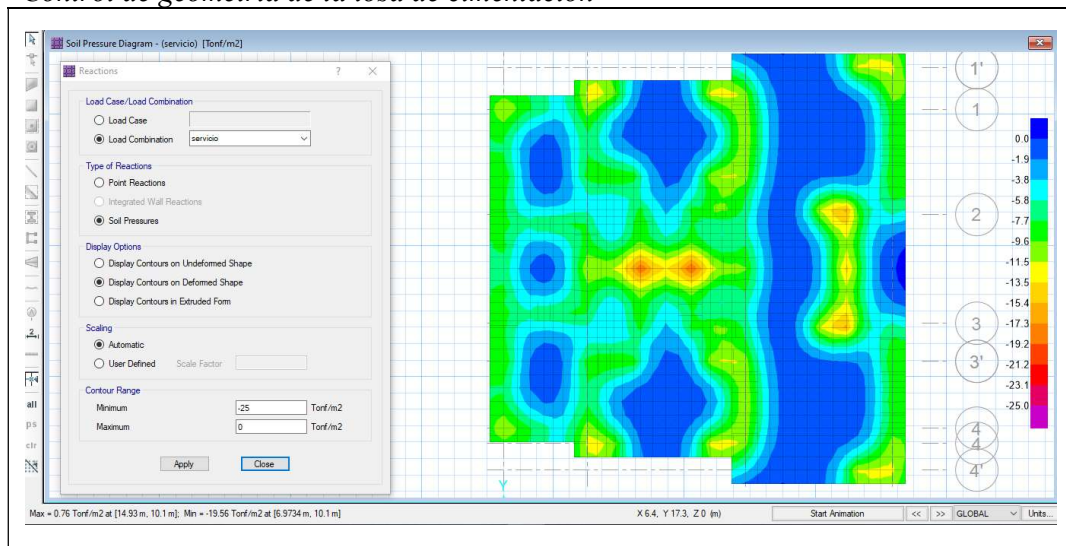 Control de geometría de la losa de cimentación
Soil Pressure Diagram - (servicio) [Tonf/m2]
Reactions
? ×
Load Case/Load Combination
Load Case
Load Combination servicio
Type of Reactions
Point Reactions
Integrated Wall Reactions
Soil Pressures
Display Options
Display Contours on Undeformed Shape
Display Contours on Deformed Shape
Display Contours in Extruded Form
Scaling
Automatic
User Defined Scale Factor
Contour Range
Minimum -25 Tonf/m2
Maximum 0 Tonf/m2
Apply Close
all
ps
clr
2
1'
1
2
3
3'
4
4
4'
0.0
-1.9
-3.8
-5.8
-7.7
-9.6
-11.5
-13.5
-15.4
-17.3
-19.2
-21.2
-23.1
-25.0
Y
Max = 0.76 Tonf/m2 at [14.93 m, 10.1 m]; Min = -19.56 Tonf/m2 at [6.9734 m, 10.1 m] X 6.4, Y 17.3, Z 0 (m) Start Animation << >> GLOBAL Units...